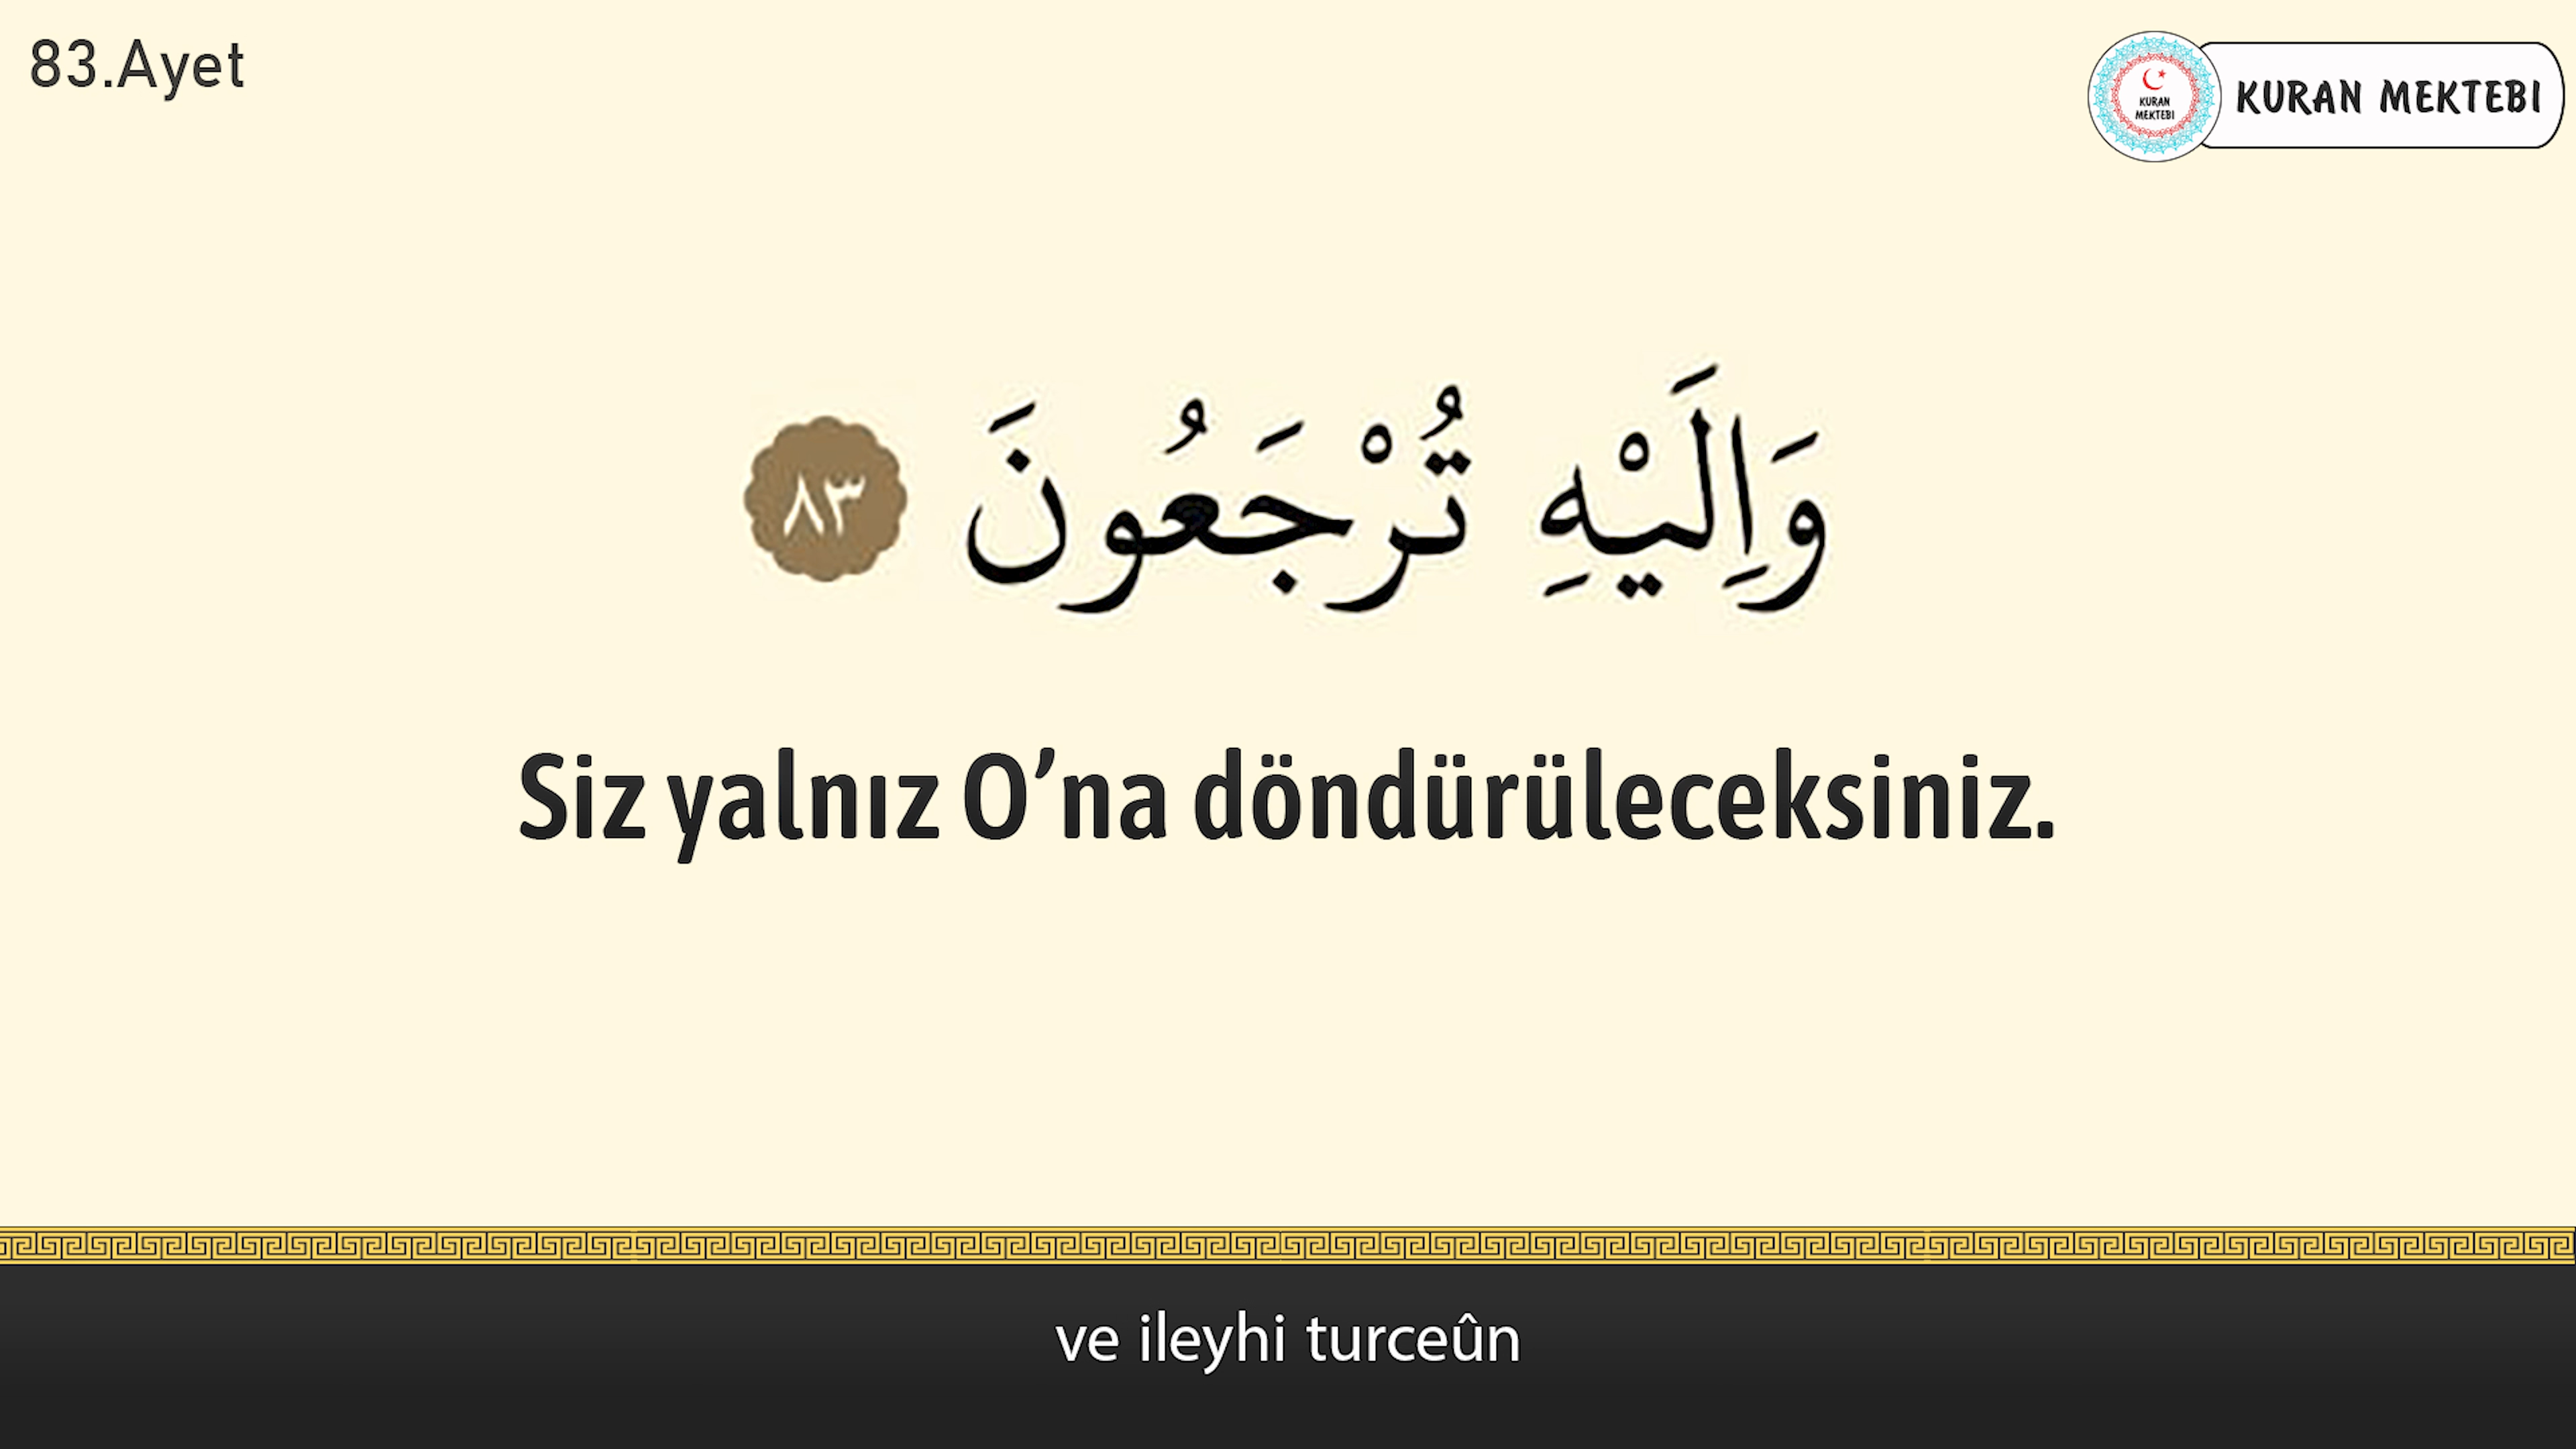 83.Ayet
KURAN MEKTEBI
KURAN
MEKTEBI
وَاِلَيْهِ تُرْجَعُونَ ٨٣
Siz yalnız O’na döndürüleceksiniz.
ve ileyhi turceûn